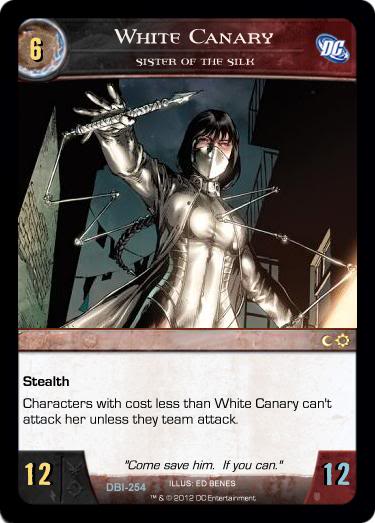 6
WHITE CANARY
SISTER OF THE SILK
DC
Stealth
Characters with cost less than White Canary can't
attack her unless they team attack.
"Come save him. If you can."
12
DBI-254
ILLUS: ED BENES
12
™ & © 2012 DC Entertainment